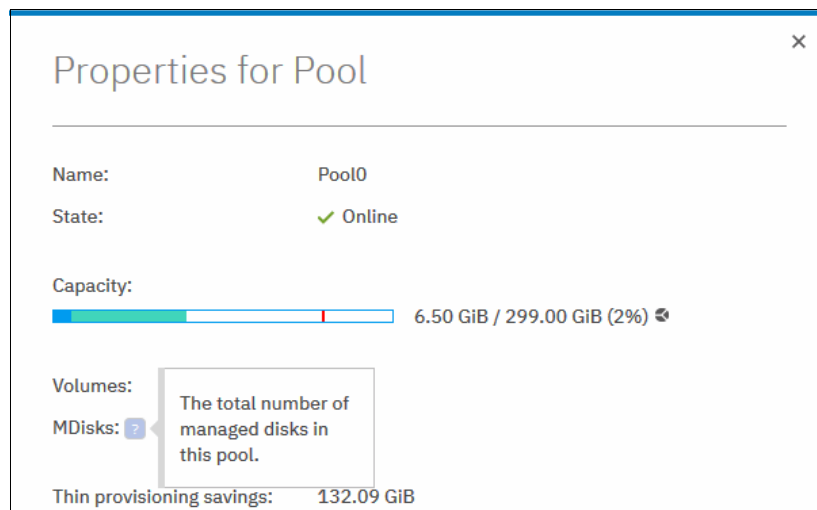 Properties for Pool
Name: Pool0
State: Online
Capacity:
6.50 GiB / 299.00 GiB (2%)
Volumes:
The total number of
MDisks: ? managed disks in
this pool.
Thin provisioning savings: 132.09 GiB